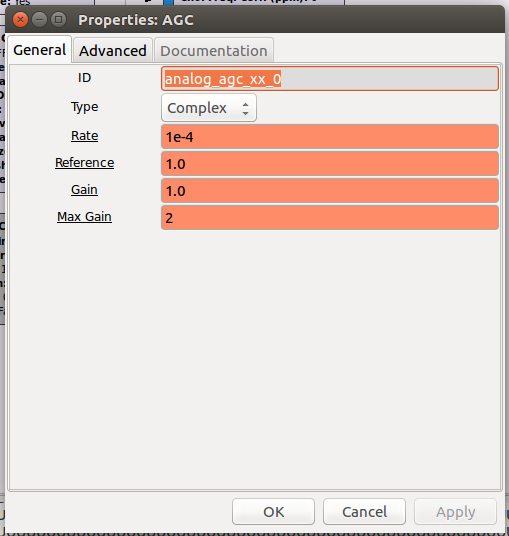 Properties: AGC
General Advanced Documentation
ID analog_agc_xx_0
Type Complex
Rate 1e-4
Reference 1.0
Gain 1.0
Max Gain 2
OK Cancel Apply